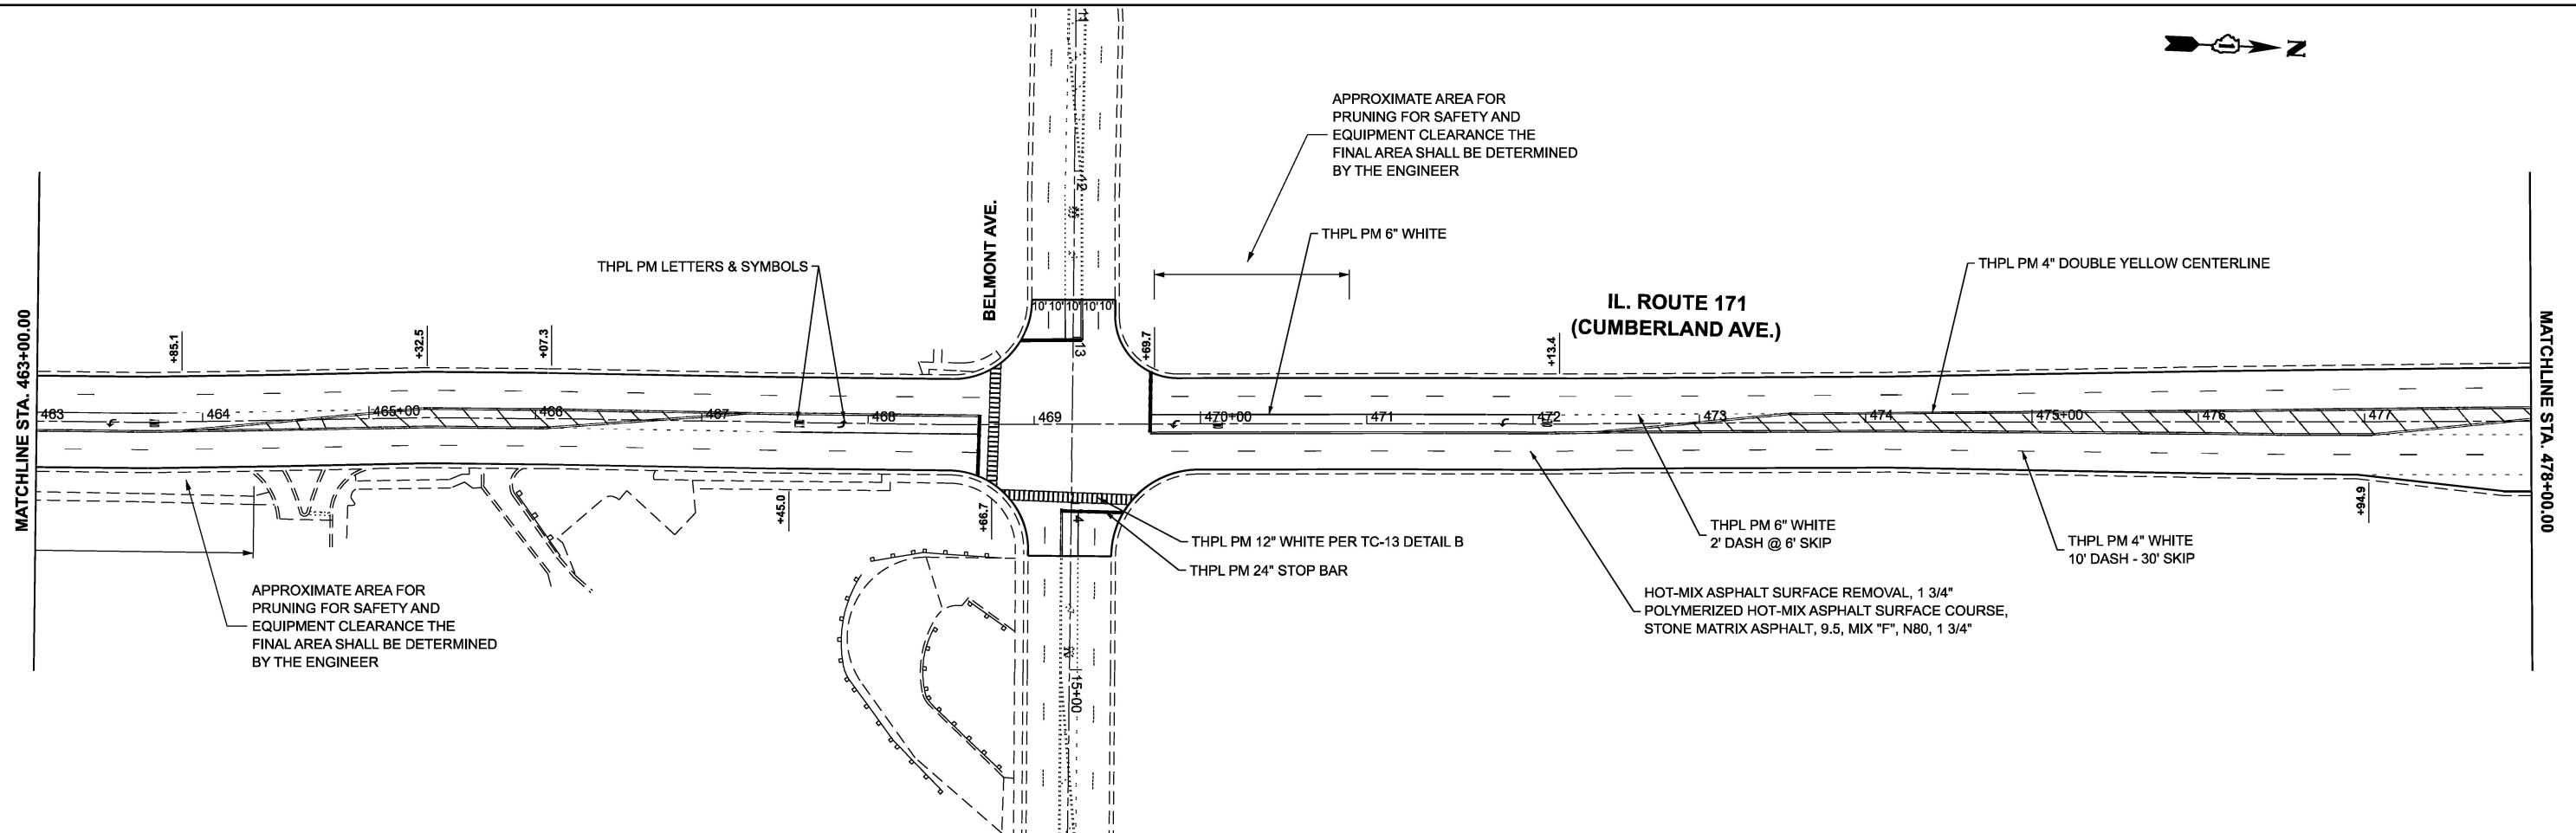 N
1
11
12
APPROXIMATE AREA FOR
PRUNING FOR SAFETY AND
EQUIPMENT CLEARANCE THE
FINAL AREA SHALL BE DETERMINED
BY THE ENGINEER
BELMONT AVE.
THPL PM 6" WHITE
THPL PM LETTERS & SYMBOLS
THPL PM 4" DOUBLE YELLOW CENTERLINE
IL. ROUTE 171
(CUMBERLAND AVE.)
10' 10' 10' 10' 10'
13
MATCHLINE STA. 463+00.00
MATCHLINE STA. 478+00.00
+85.1
+32.5
+07.3
+69.7
+13.4
463
464
465+00
466
467
468
469
470+00
471
472
473
474
475+00
476
477
+45.0
+66.7
+94.9
14
THPL PM 12" WHITE PER TC-13 DETAIL B
THPL PM 24" STOP BAR
THPL PM 6" WHITE
2' DASH @ 6' SKIP
THPL PM 4" WHITE
10' DASH - 30' SKIP
HOT-MIX ASPHALT SURFACE REMOVAL, 1 3/4"
POLYMERIZED HOT-MIX ASPHALT SURFACE COURSE,
STONE MATRIX ASPHALT, 9.5, MIX "F", N80, 1 3/4"
APPROXIMATE AREA FOR
PRUNING FOR SAFETY AND
EQUIPMENT CLEARANCE THE
FINAL AREA SHALL BE DETERMINED
BY THE ENGINEER
15+00